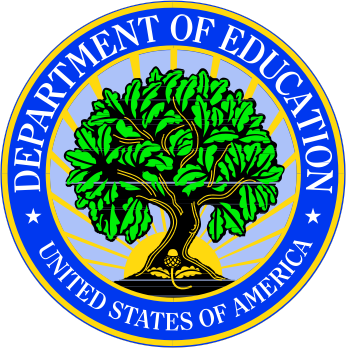 DEPARTMENT OF EDUCATION
UNITED STATES OF AMERICA